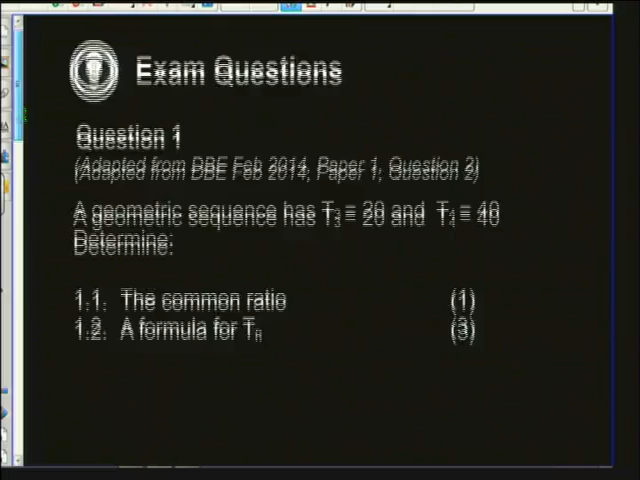 Exam Questions
Question 1
(Adapted from DBE Feb 2014, Paper 1, Question 2)
A geometric sequence has T₃ = 20 and T₄ = 40
Determine:
1.1. The common ratio (1)
1.2. A formula for Tₙ (3)